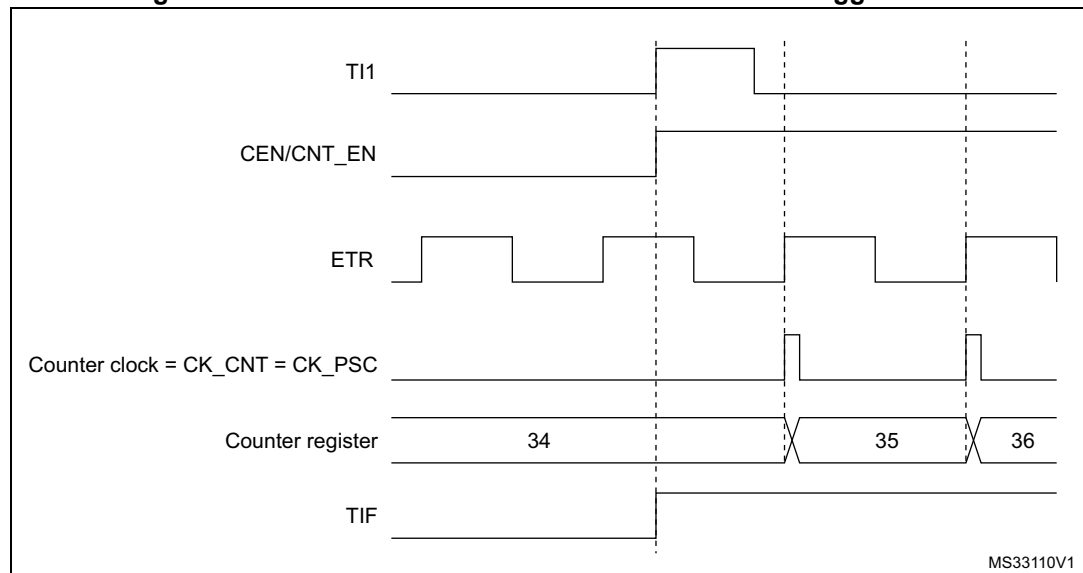 TI1
CEN/CNT_EN
ETR
Counter clock = CK_CNT = CK_PSC
Counter register 34 35 36
TIF
MS33110V1